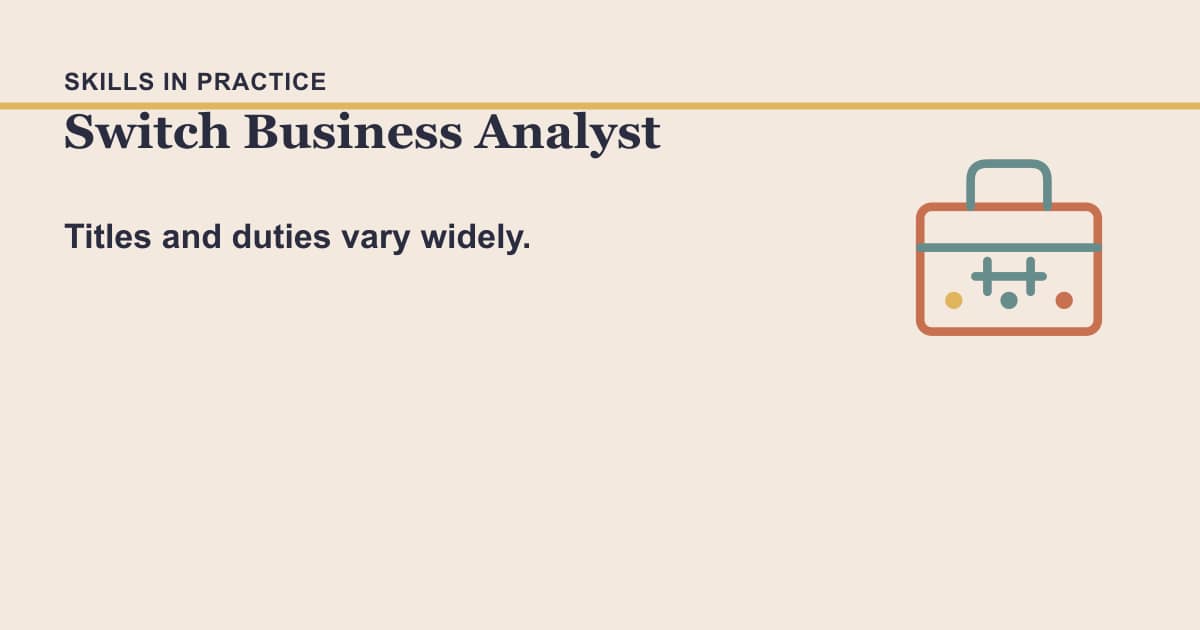 SKILLS IN PRACTICE
Switch Business Analyst
Titles and duties vary widely.